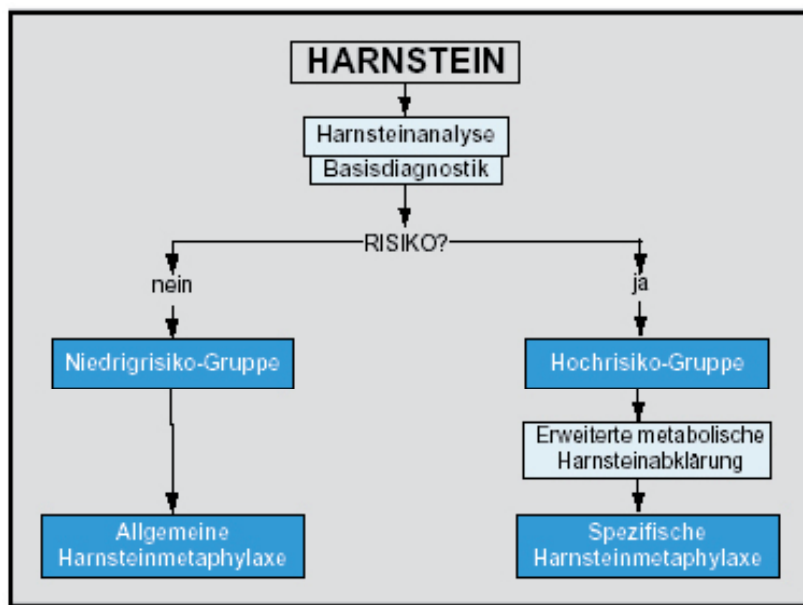 HARNSTEIN
Harnsteinanalyse
Basisdiagnostik
RISIKO?
nein
ja
Niedrigrisiko-Gruppe
Hochrisiko-Gruppe
Erweiterte metabolische
Harnsteinabklärung
Allgemeine
Harnsteinmetaphylaxe
Spezifische
Harnsteinmetaphylaxe